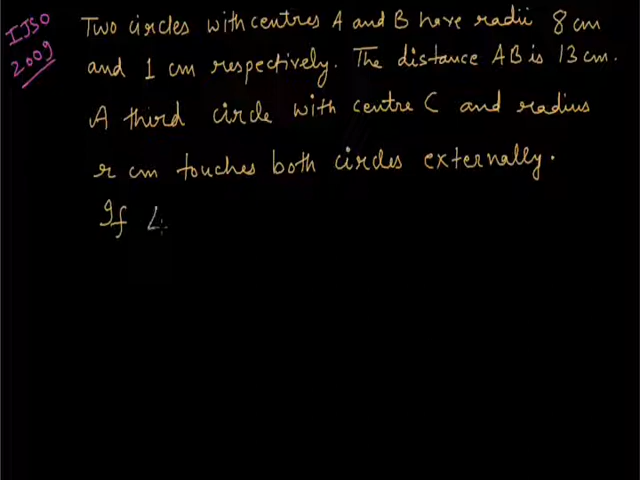 IJSO
2009
Two circles with centres A and B have radii 8 cm
and 1 cm respectively. The distance AB is 13 cm.
A third circle with centre C and radius
r cm touches both circles externally.
If ∠